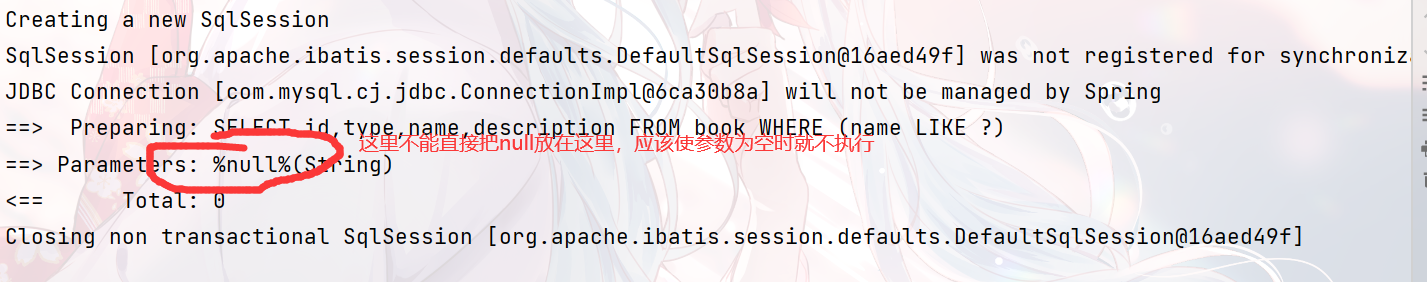 Creating a new SqlSession
SqlSession [org.apache.ibatis.session.defaults.DefaultSqlSession@16aed49f] was not registered for synchroniz
JDBC Connection [com.mysql.cj.jdbc.ConnectionImpl@6ca30b8a] will not be managed by Spring
==>  Preparing: SELECT id,type,name,description FROM book WHERE (name LIKE ?)
这里不能直接把null放在这里，应该使参数为空时就不执行
==> Parameters: %null%(String)
<==      Total: 0
Closing non transactional SqlSession [org.apache.ibatis.session.defaults.DefaultSqlSession@16aed49f]